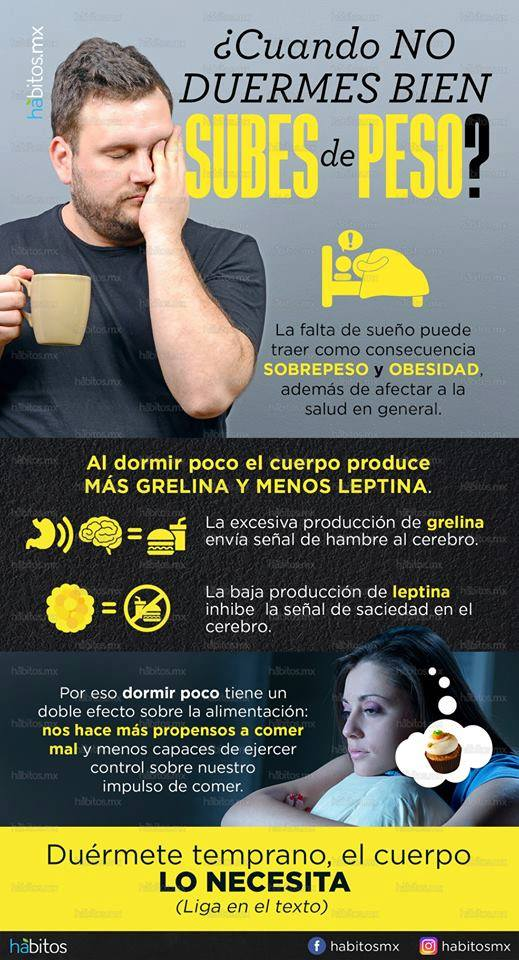 hábitos.mx
¿Cuando NO
DUERMES BIEN
SUBES de PESO?
La falta de sueño puede
traer como consecuencia
SOBREPESO y OBESIDAD,
además de afectar a la
salud en general.
Al dormir poco el cuerpo produce
MÁS GRELINA Y MENOS LEPTINA.
La excesiva producción de grelina
envía señal de hambre al cerebro.
La baja producción de leptina
inhibe la señal de saciedad en el
cerebro.
Por eso dormir poco tiene un
doble efecto sobre la alimentación:
nos hace más propensos a comer
mal y menos capaces de ejercer
control sobre nuestro
impulso de comer.
Duérmete temprano, el cuerpo
LO NECESITA
(Liga en el texto)
hábitos
habitosmx
habitosmx